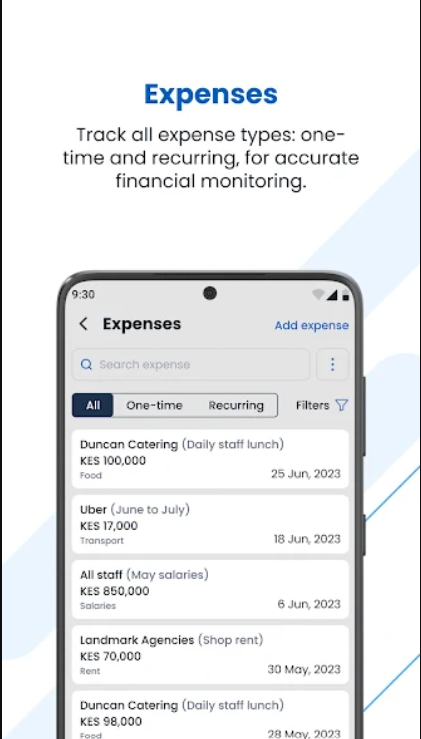 Expenses
Track all expense types: one-
time and recurring, for accurate
financial monitoring.
9:30
Expenses
Add expense
Search expense
All
One-time
Recurring
Filters
Duncan Catering (Daily staff lunch)
KES 100,000
Food
25 Jun, 2023
Uber (June to July)
KES 17,000
Transport
18 Jun, 2023
All staff (May salaries)
KES 850,000
Salaries
6 Jun, 2023
Landmark Agencies (Shop rent)
KES 70,000
Rent
30 May, 2023
Duncan Catering (Daily staff lunch)
KES 98,000
Food
28 May, 2023